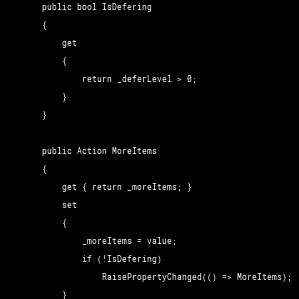 public bool IsDefering
{
get
{
return _deferLevel > 0;
}
}
public Action MoreItems
{
get { return _moreItems; }
set
{
_moreItems = value;
if (!IsDefering)
RaisePropertyChanged(() => MoreItems);
}